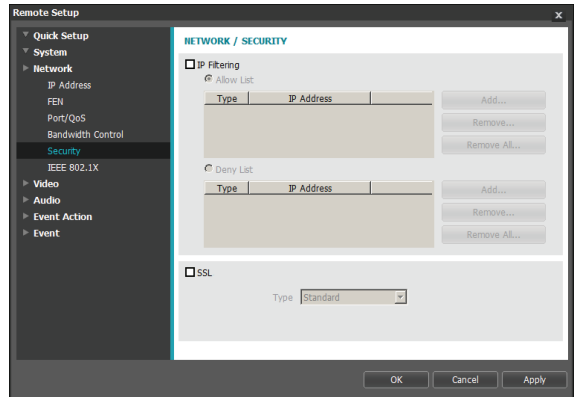 Remote Setup
x
Quick Setup
System
Network
IP Address
FEN
Port/QoS
Bandwidth Control
Security
IEEE 802.1X
Video
Audio
Event Action
Event
NETWORK / SECURITY
IP Filtering
Allow List
Type IP Address
Add...
Remove...
Remove All...
Deny List
Type IP Address
Add...
Remove...
Remove All...
SSL
Type Standard
OK Cancel Apply